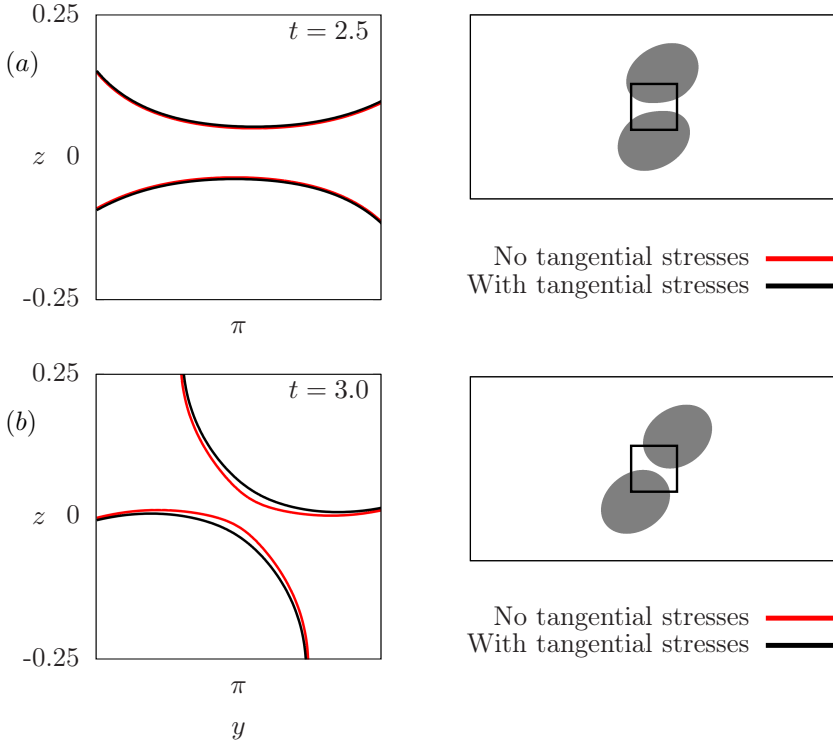 0.25
t = 2.5
(a)
z 0
-0.25
π
No tangential stresses
With tangential stresses
0.25
t = 3.0
(b)
z 0
-0.25
π
y
No tangential stresses
With tangential stresses